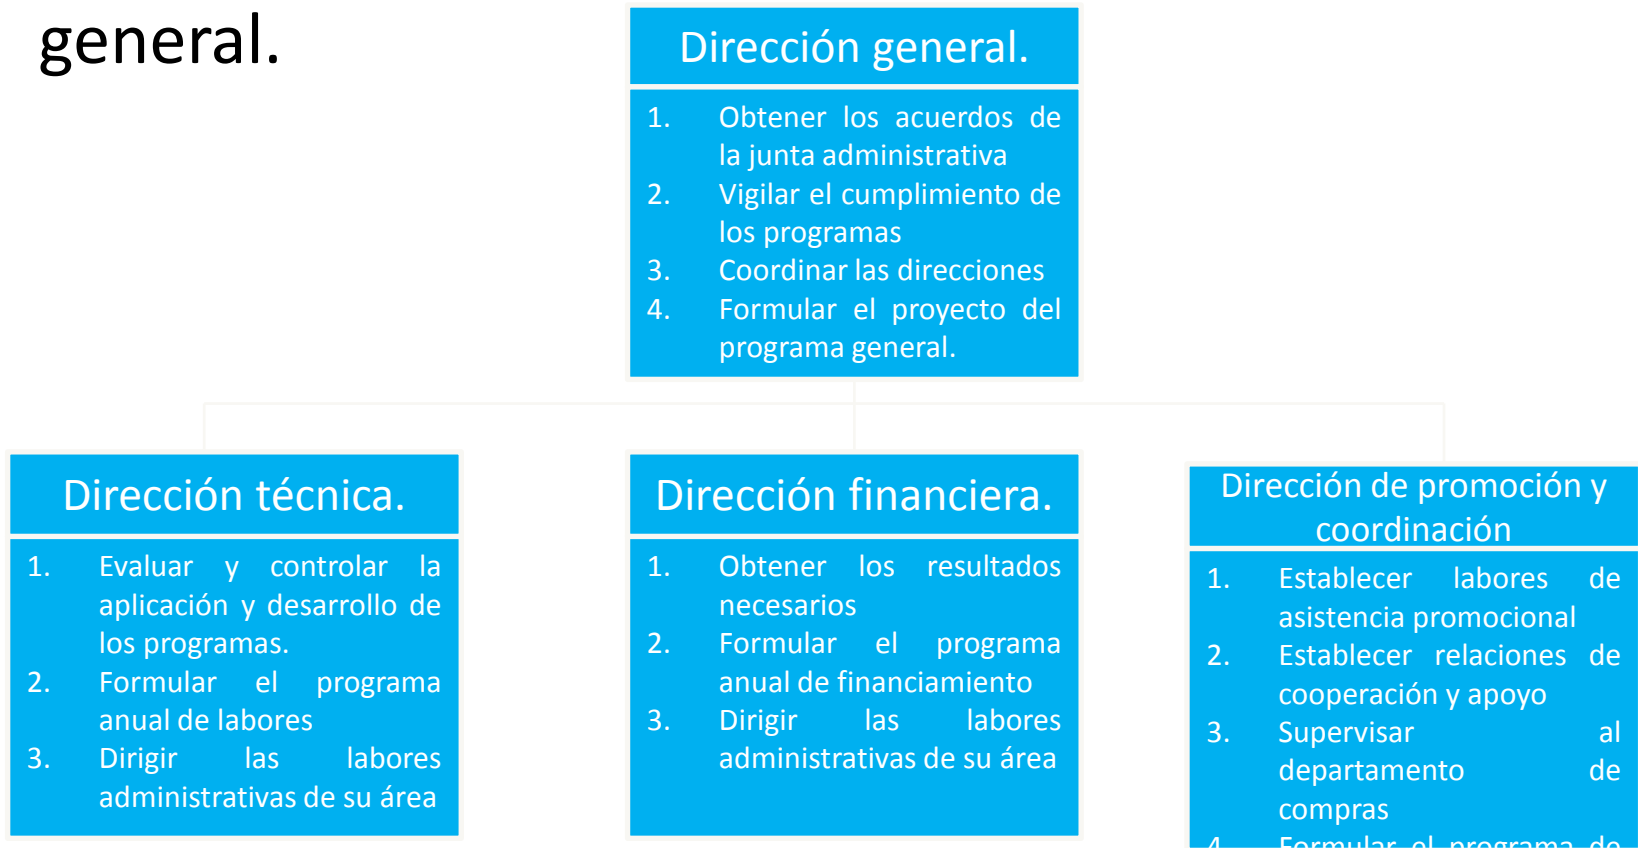 general.
Dirección general.
1. Obtener los acuerdos de
la junta administrativa
2. Vigilar el cumplimiento de
los programas
3. Coordinar las direcciones
4. Formular el proyecto del
programa general.
Dirección técnica.
1. Evaluar y controlar la
aplicación y desarrollo de
los programas.
2. Formular el programa
anual de labores
3. Dirigir las labores
administrativas de su área
Dirección financiera.
1. Obtener los resultados
necesarios
2. Formular el programa
anual de financiamiento
3. Dirigir las labores
administrativas de su área
Dirección de promoción y
coordinación
1. Establecer labores de
asistencia promocional
2. Establecer relaciones de
cooperación y apoyo
3. Supervisar al
departamento de
compras
4. Formular el programa de